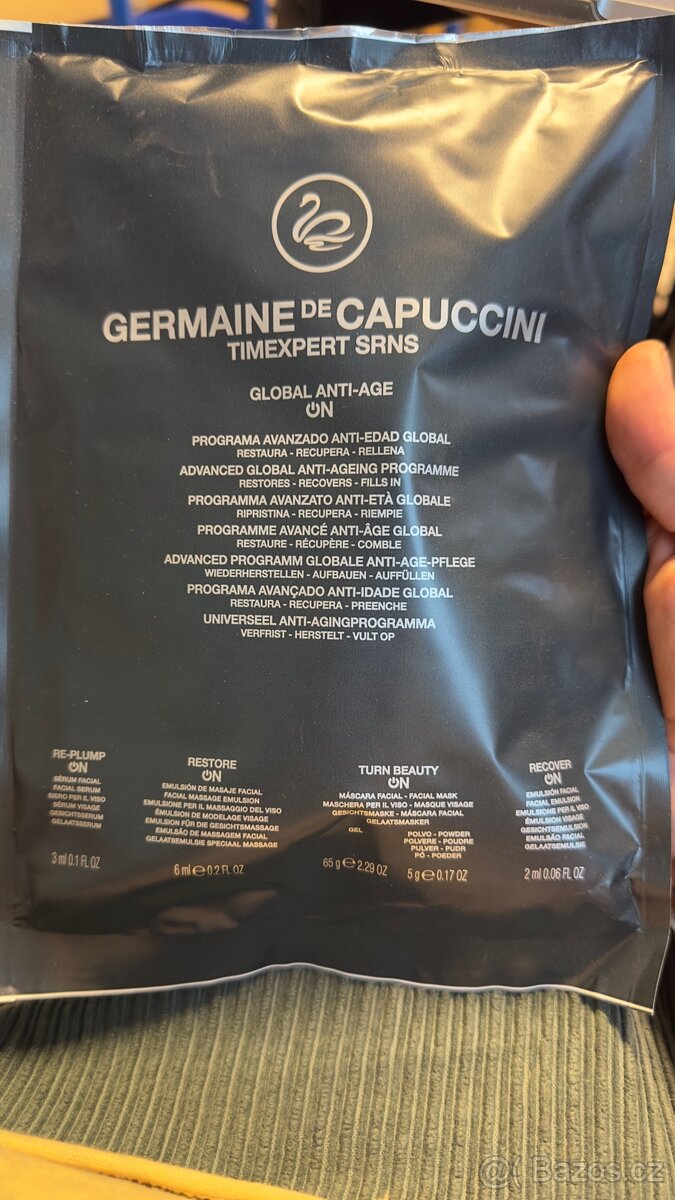 GERMAINE DE CAPUCCINI
TIMEXPERT SRNS
GLOBAL ANTI-AGE
ON
PROGRAMA AVANZADO ANTI-EDAD GLOBAL
RESTAURA - RECUPERA - RELLENA
ADVANCED GLOBAL ANTI-AGEING PROGRAMME
RESTORES - RECOVERS - FILLS IN
PROGRAMMA AVANZATO ANTI-ETÀ GLOBALE
RIPRISTINA - RECUPERA - RIEMPIE
PROGRAMME AVANCÉ ANTI-ÂGE GLOBAL
RESTAURE - RÉCUPÈRE - COMBLE
ADVANCED PROGRAMM GLOBALE ANTI-AGE-PFLEGE
WIEDERHERSTELLEN - AUFBAUEN - AUFFÜLLEN
PROGRAMA AVANÇADO ANTI-IDADE GLOBAL
RESTAURA - RECUPERA - PREENCHE
UNIVERSEEL ANTI-AGINGPROGRAMMA
VERFRIST - HERSTELT - VULT OP
RE-PLUMP
ON
SÉRUM FACIAL
FACIAL SERUM
SIERO PER IL VISO
SÉRUM VISAGE
GESICHTSSERUM
GELAATSSERUM
3 ml 0.1 FL OZ
RESTORE
ON
EMULSIÓN DE MASAJE FACIAL
FACIAL MASSAGE EMULSION
EMULSIONE PER IL MASSAGGIO DEL VISO
ÉMULSION DE MODELAGE VISAGE
EMULSION FÜR DIE GESICHTSMASSAGE
EMULSÃO DE MASSAGEM FACIAL
GELAATSEMULSIE SPECIAAL MASSAGE
6 ml ℮ 0.2 FL OZ
TURN BEAUTY
ON
MÁSCARA FACIAL - FACIAL MASK
MASCHERA PER IL VISO - MASQUE VISAGE
GESICHTSMASKE - MÁSCARA FACIAL
GELAATSMASKER
GEL
65 g ℮ 2.29 OZ
POLVO - POWDER
POLVERE - POUDRE
PULVER - PUDR
PÓ - POEDER
5 g ℮ 0.17 OZ
RECOVER
ON
EMULSIÓN FACIAL
FACIAL EMULSION
EMULSIONE PER IL VISO
ÉMULSION VISAGE
GESICHTSEMULSION
EMULSÃO FACIAL
GELAATSEMULSIE
2 ml 0.06 FL OZ
@ Bazos.cz